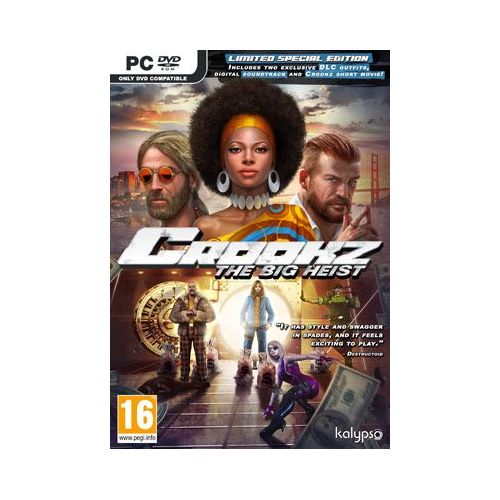 PC DVD ROM
ONLY DVD COMPATIBLE
LIMITED SPECIAL EDITION
INCLUDES TWO EXCLUSIVE DLC OUTFITS,
DIGITAL SOUNDTRACK AND CROOKZ SHORT MOVIE!
CROOKZ
THE BIG HEIST
"IT HAS STYLE AND SWAGGER
IN SPADES, AND IT FEELS
EXCITING TO PLAY."
- DESTRUCTOID
16
www.pegi.info
kalypso